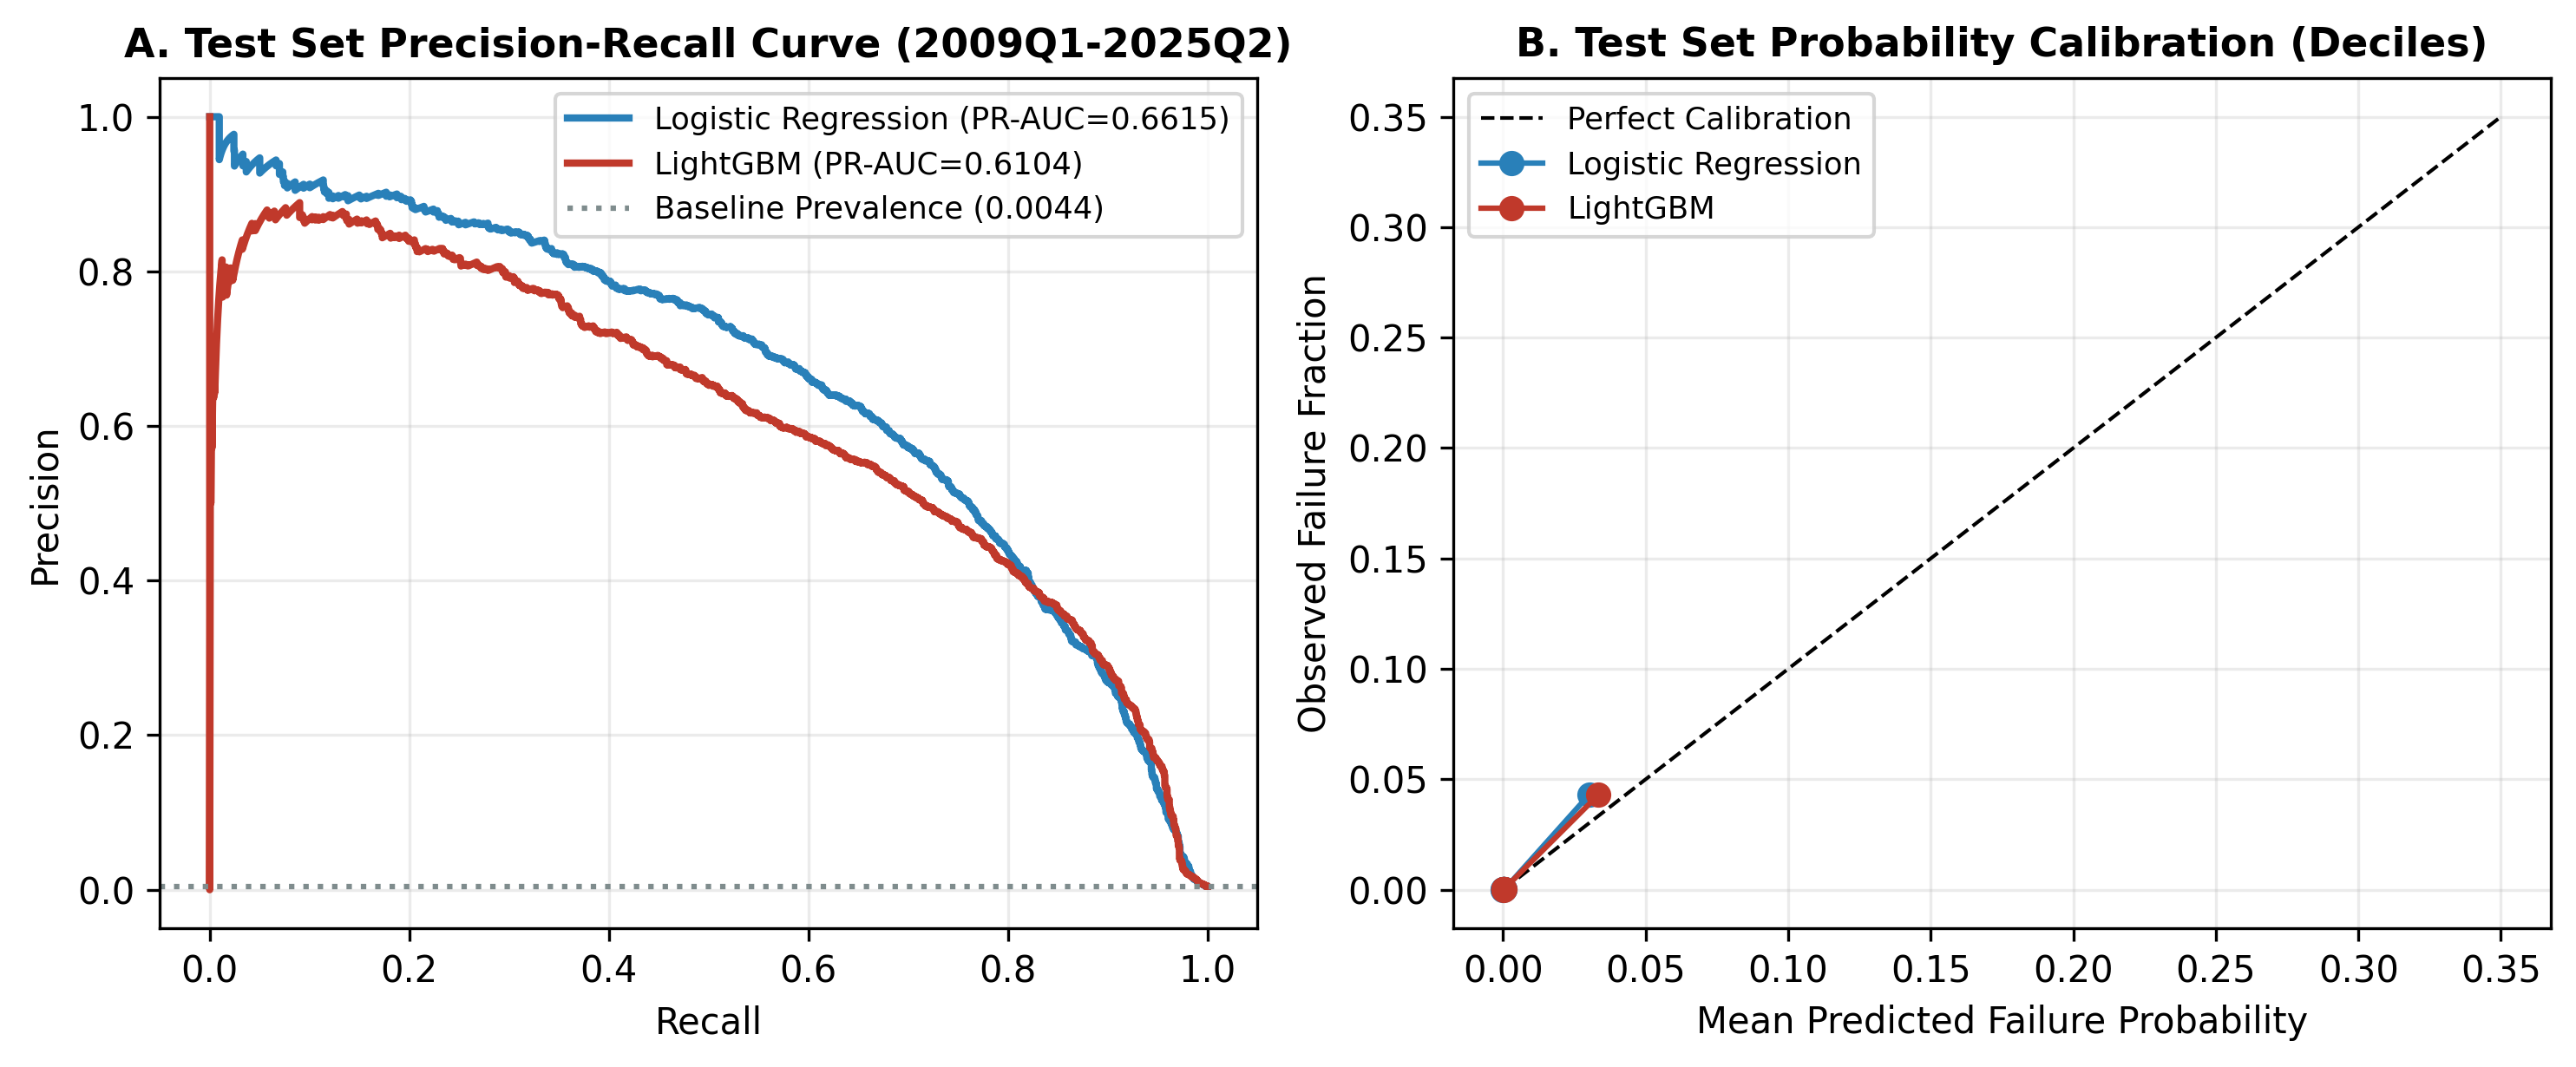 A. Test Set Precision-Recall Curve (2009Q1-2025Q2)
Logistic Regression (PR-AUC=0.6615)
LightGBM (PR-AUC=0.6104)
Baseline Prevalence (0.0044)
Precision
1.0
0.8
0.6
0.4
0.2
0.0
0.0 0.2 0.4 0.6 0.8 1.0
Recall
B. Test Set Probability Calibration (Deciles)
Perfect Calibration
Logistic Regression
LightGBM
Observed Failure Fraction
0.35
0.30
0.25
0.20
0.15
0.10
0.05
0.00
0.00 0.05 0.10 0.15 0.20 0.25 0.30 0.35
Mean Predicted Failure Probability